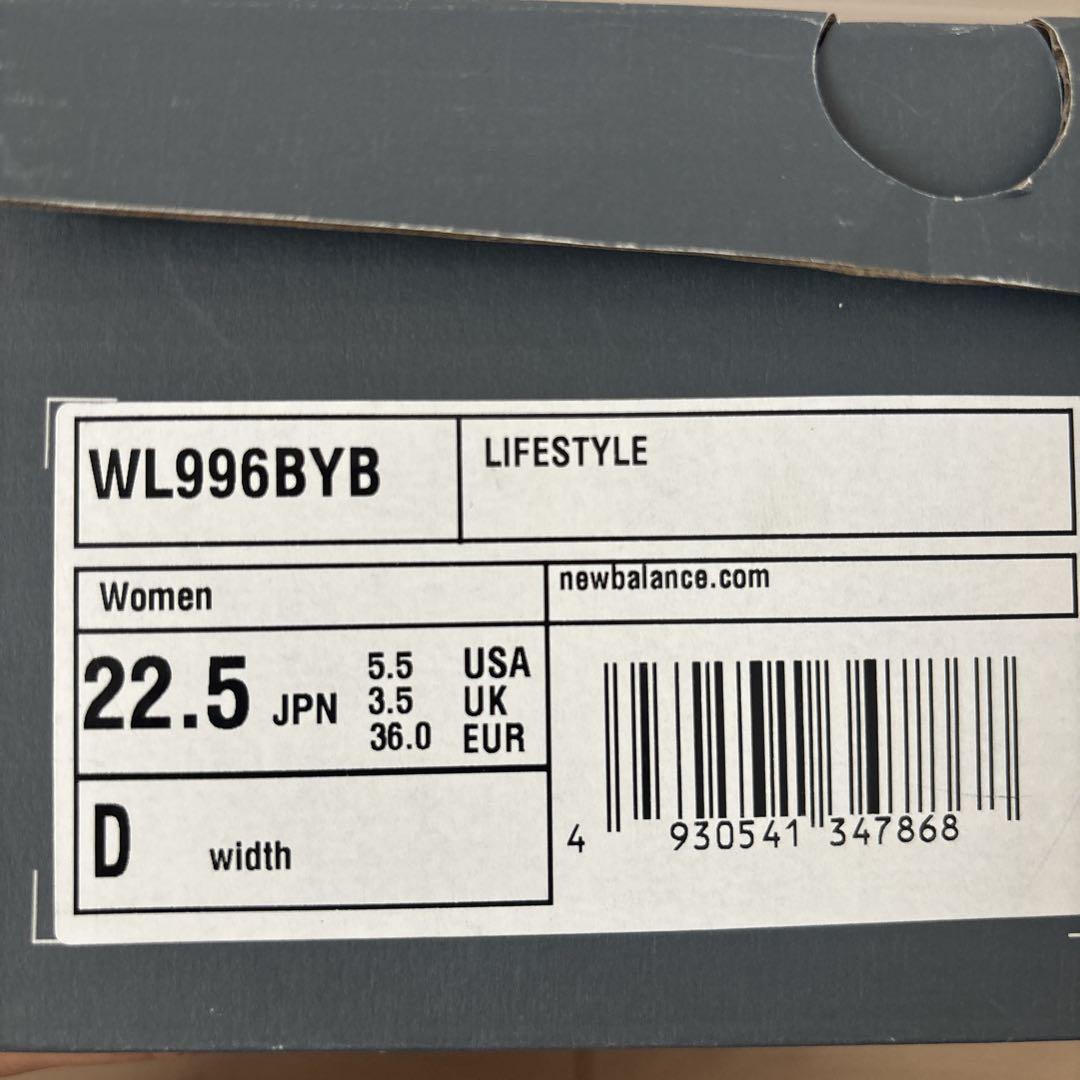 WL996BYB
LIFESTYLE
Women
newbalance.com
22.5 JPN
5.5 USA
3.5 UK
36.0 EUR
D width
4 930541 347868